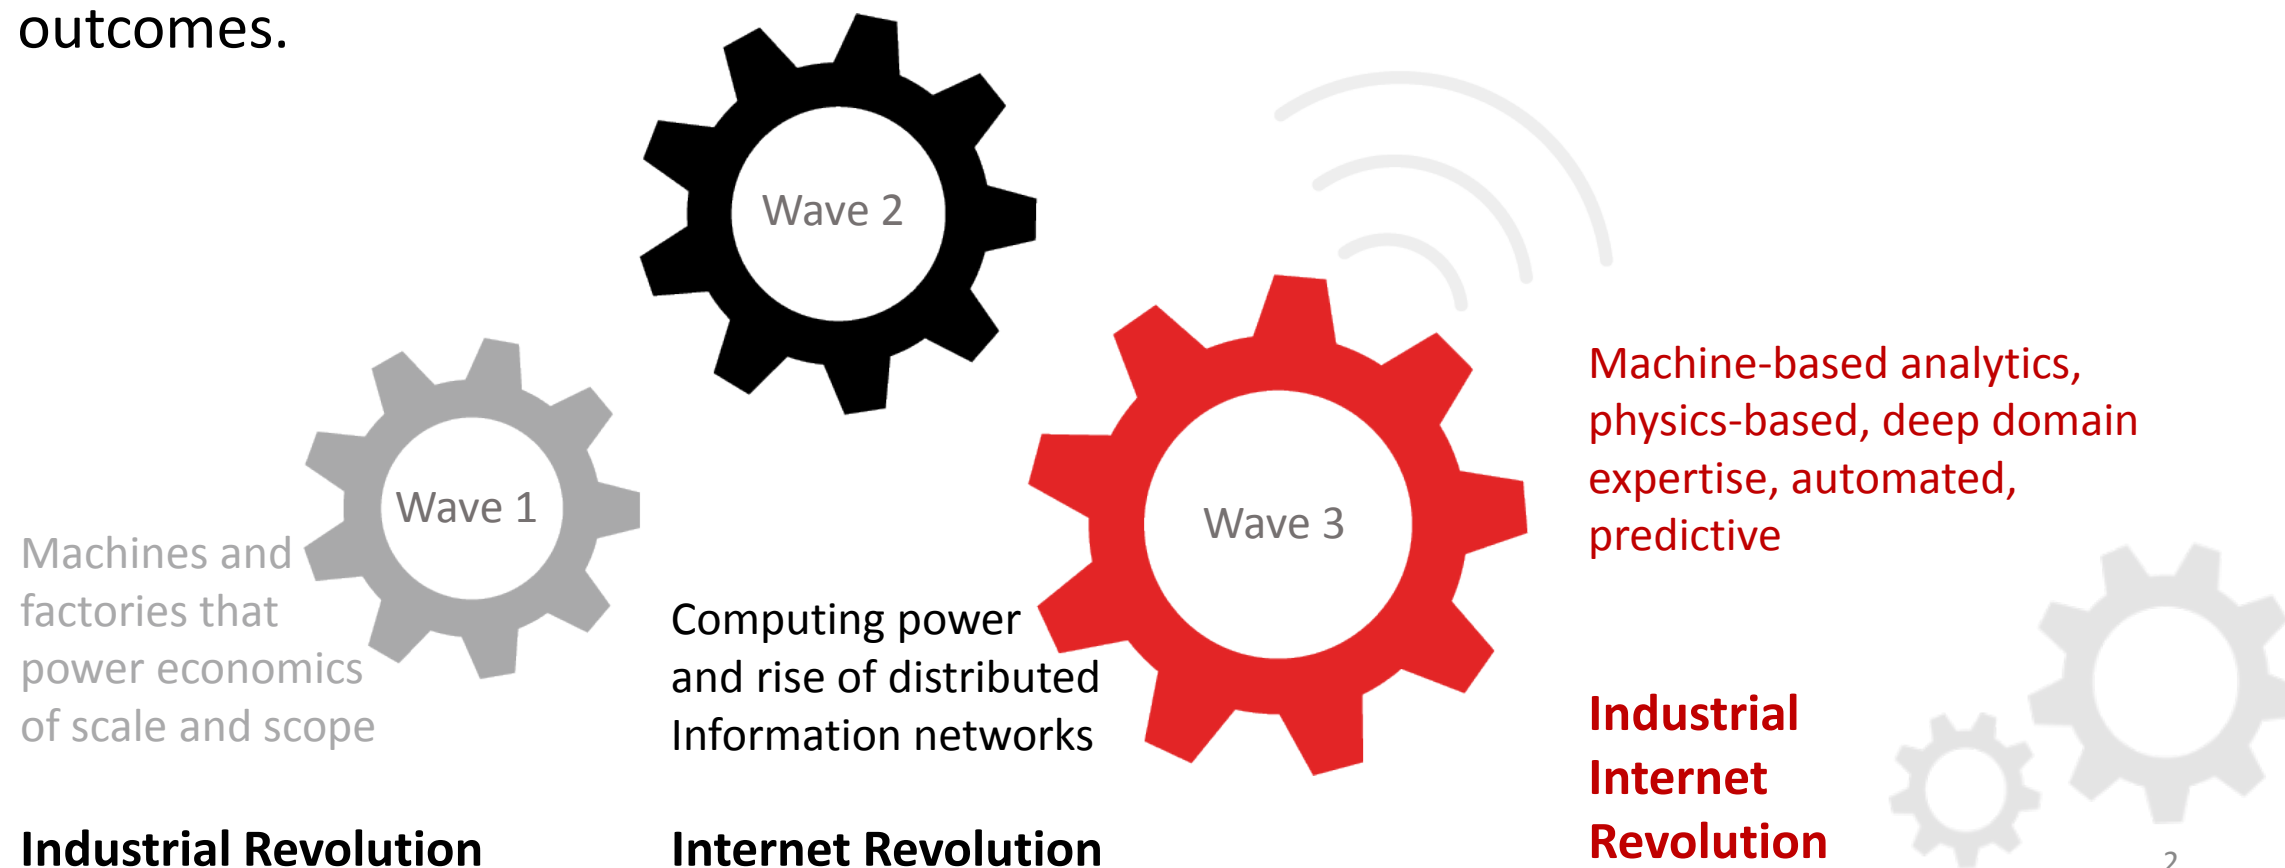 outcomes.
Wave 2
Wave 1
Wave 3
Machines and
factories that
power economics
of scale and scope
Industrial Revolution
Computing power
and rise of distributed
Information networks
Internet Revolution
Machine-based analytics,
physics-based, deep domain
expertise, automated,
predictive
Industrial
Internet
Revolution
2